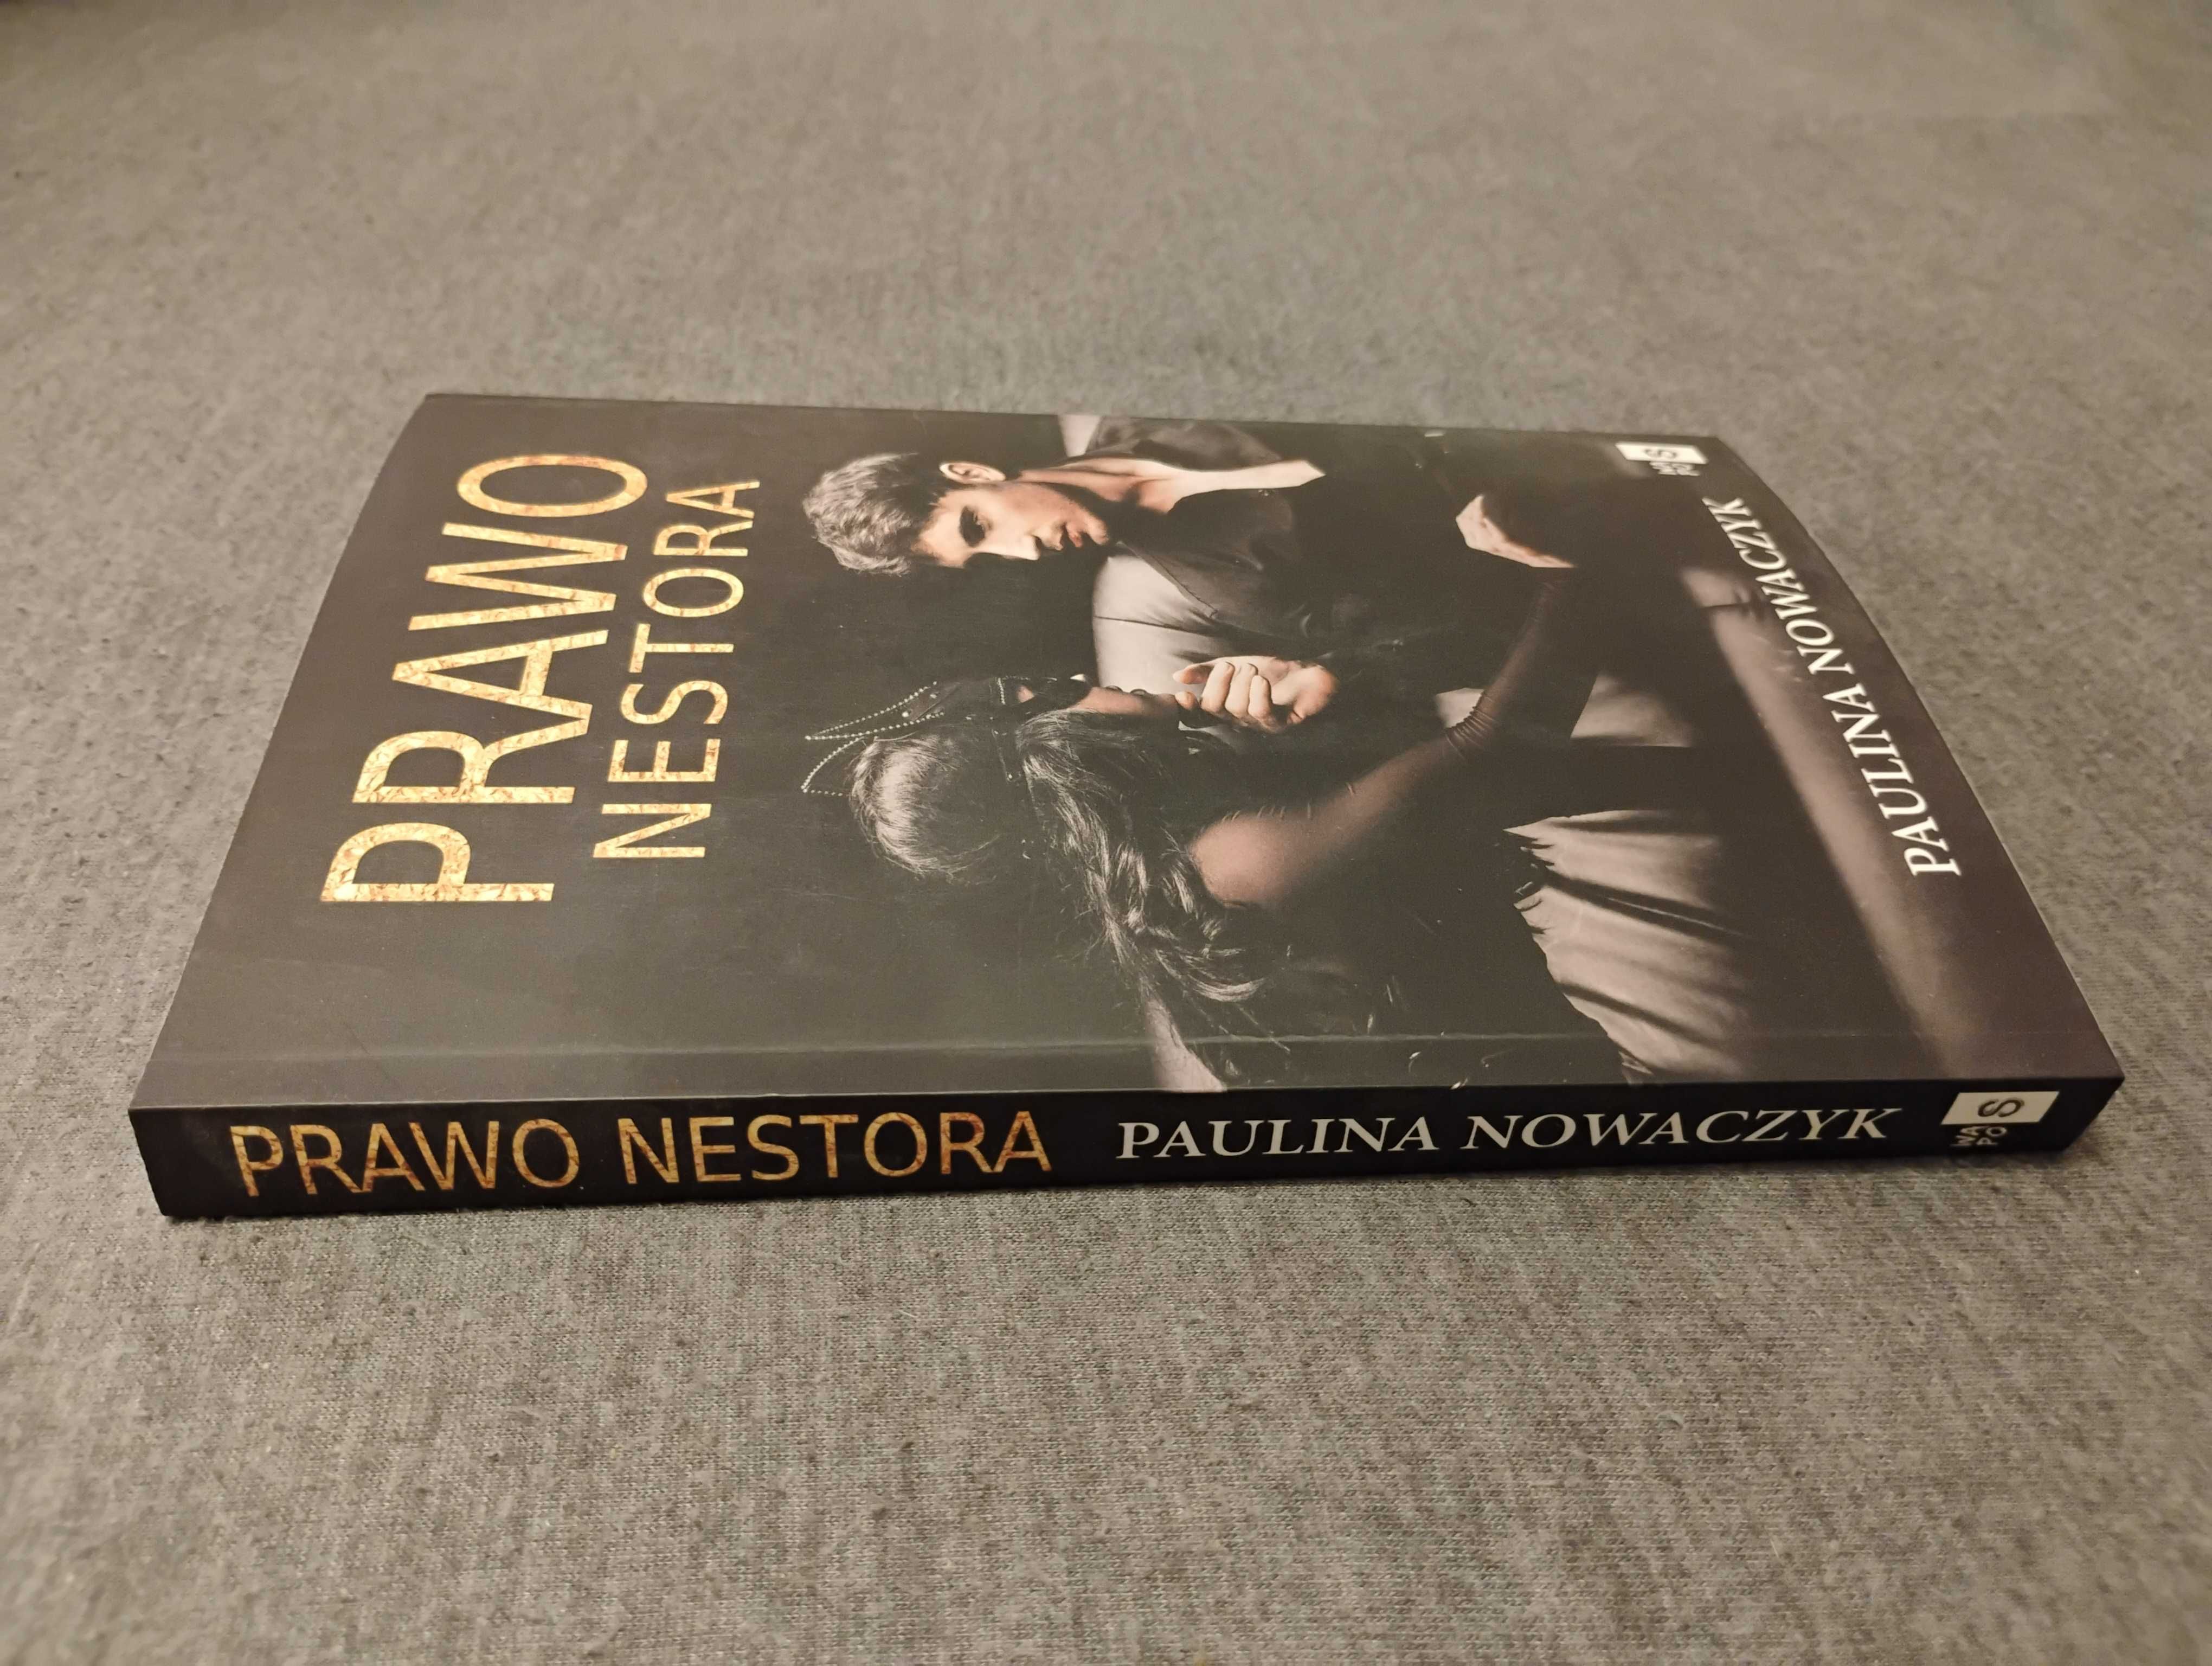 PRAWO
NESTORA
PAULINA NOWACZYK
PRAWO NESTORA PAULINA NOWACZYK
S